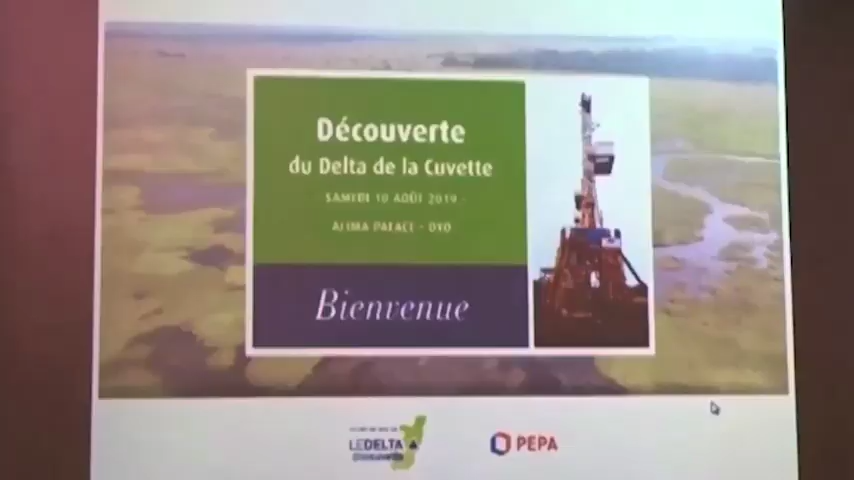 Découverte
du Delta de la Cuvette
SAMEDI 10 AOÛT 2019 -
ALIMA PALACE - OYO
Bienvenue
LEDELTA
PEPA